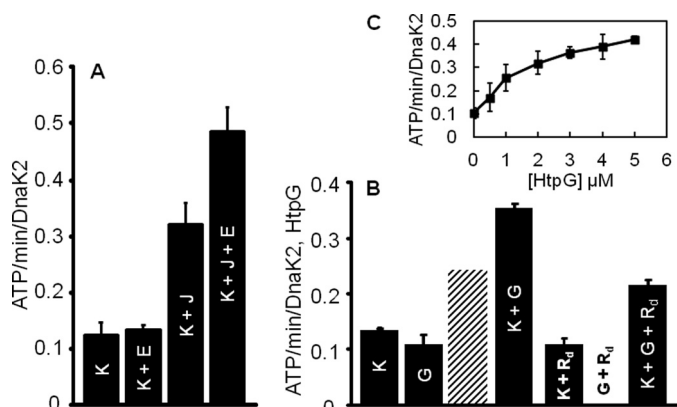 A
ATP/min/DnaK2
0.6
0.5
0.4
0.3
0.2
0.1
0
K
K + E
K + J
K + J + E
C
ATP/min/DnaK2
0.5
0.4
0.3
0.2
0.1
0
0 1 2 3 4 5 6
[HtpG] µM
B
ATP/min/DnaK2, HtpG
0.4
0.3
0.2
0.1
0
K
G
K + G
K + Rd
G + Rd
K + G + Rd